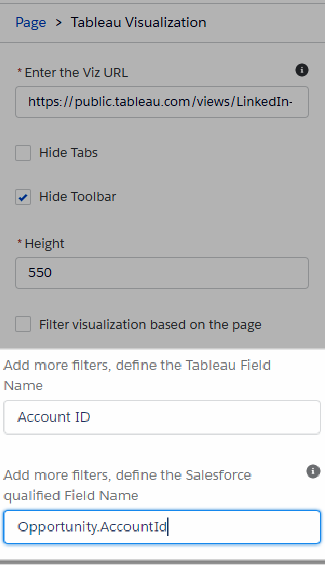 Page > Tableau Visualization
* Enter the Viz URL
https://public.tableau.com/views/LinkedIn-
Hide Tabs
Hide Toolbar
* Height
550
Filter visualization based on the page
Add more filters, define the Tableau Field
Name
Account ID
Add more filters, define the Salesforce
qualified Field Name
Opportunity.AccountId